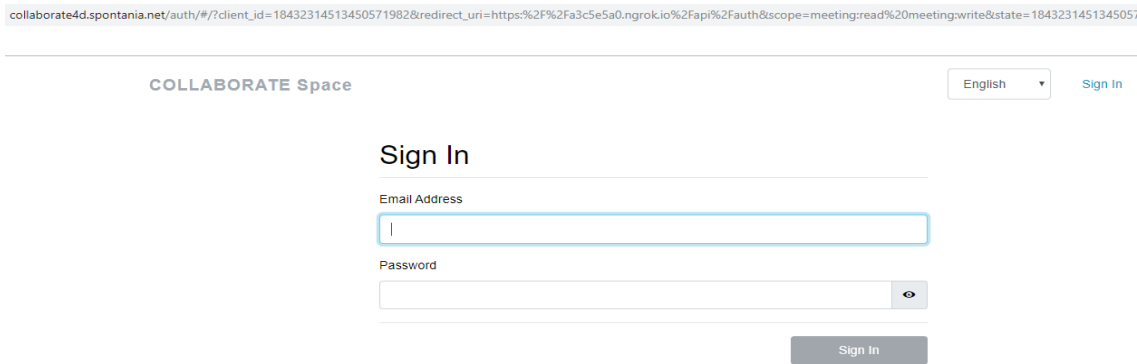 collaborate4d.spontania.net/auth/#/?client_id=18432314513450571982&redirect_uri=https:%2F%2Fa3c5e5a0.ngrok.io%2Fapi%2Fauth&scope=meeting:read%20meeting:write&state=1843231451345057
COLLABORATE Space
English
Sign In
Sign In
Email Address
Password
Sign In